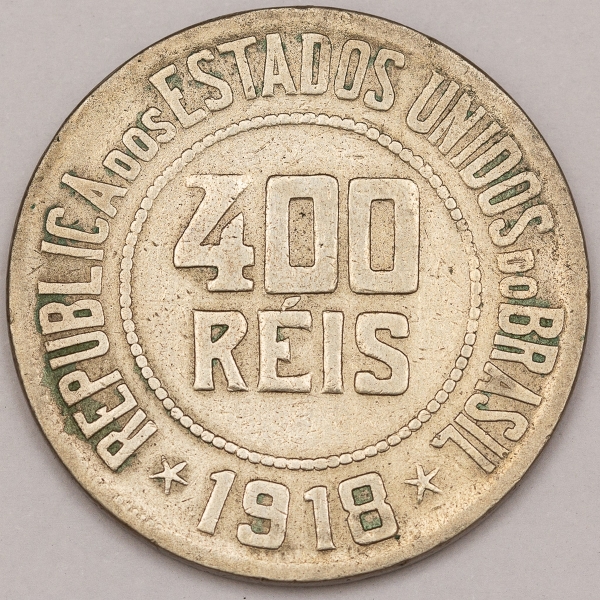 REPUBLICA DOS ESTADOS UNIDOS DO BRASIL
400
RÉIS
1918